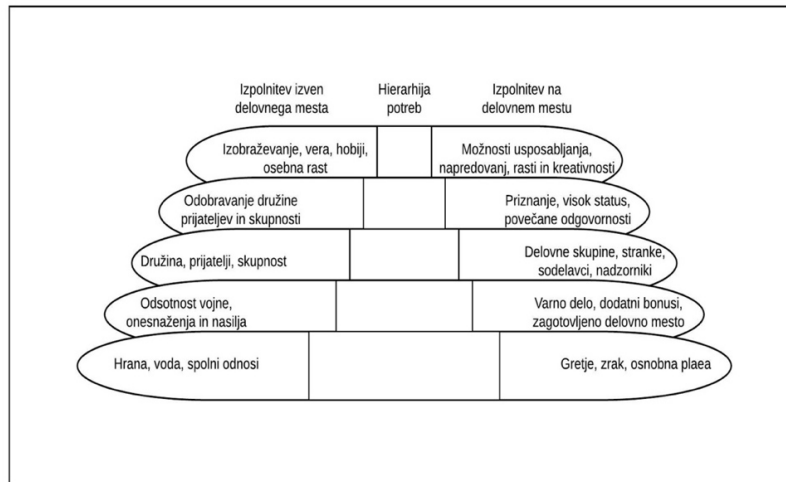 Izpolnitev izven
delovnega mesta
Hierarhija
potreb
Izpolnitev na
delovnem mestu
Izobraževanje, vera, hobiji,
osebna rast
Možnosti usposabljanja,
napredovanj, rasti in kreativnosti
Odobravanje družine
prijateljev in skupnosti
Priznanje, visok status,
povečane odgovornosti
Družina, prijatelji, skupnost
Delovne skupine, stranke,
sodelavci, nadzorniki
Odsotnost vojne,
onesnaženja in nasilja
Varno delo, dodatni bonusi,
zagotovljeno delovno mesto
Hrana, voda, spolni odnosi
Gretje, zrak, osnobna plaea